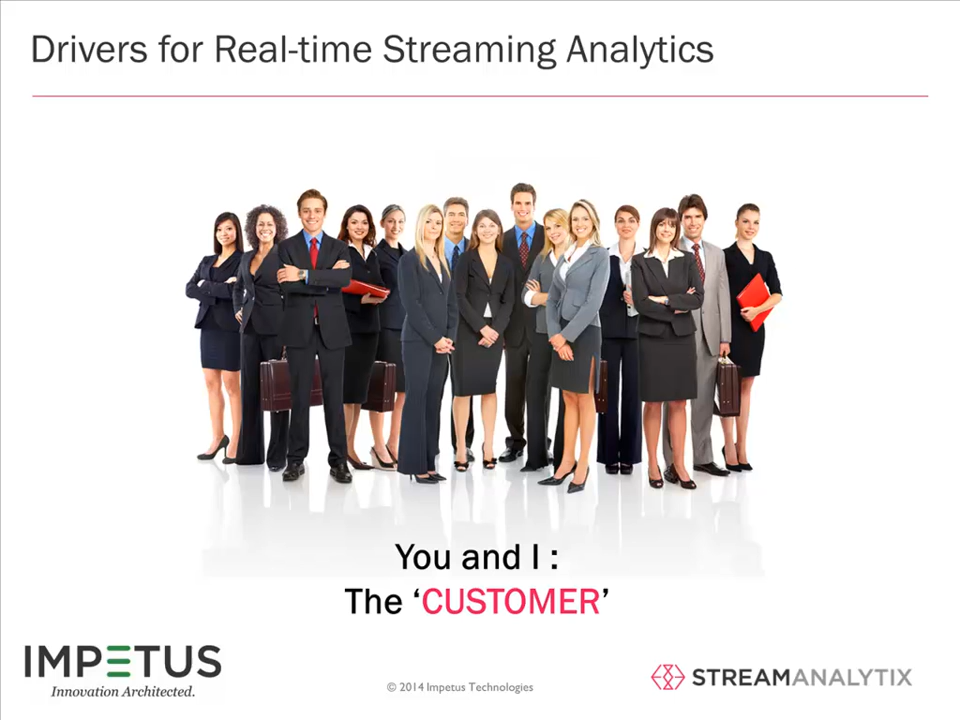 Drivers for Real-time Streaming Analytics
You and I :
The ‘CUSTOMER’
IMPETUS
Innovation Architected.
© 2014 Impetus Technologies
STREAMANALYTIX